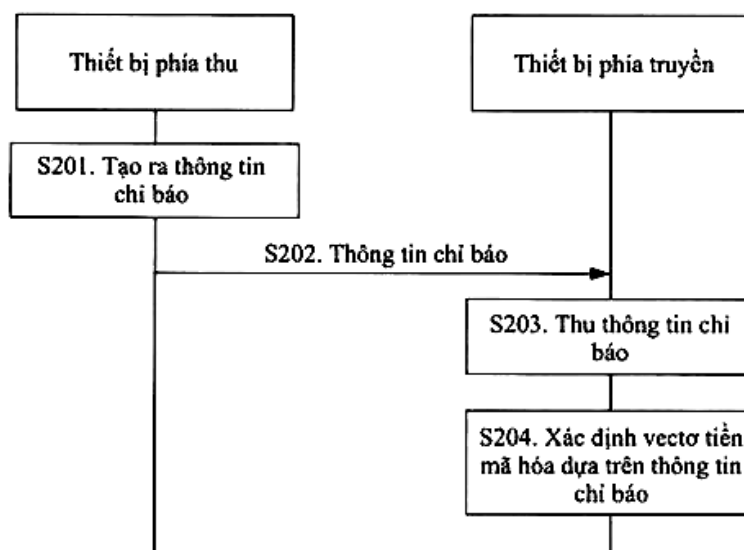 Thiết bị phía thu
Thiết bị phía truyền
S201. Tạo ra thông tin
chỉ báo
S202. Thông tin chỉ báo
S203. Thu thông tin chỉ
báo
S204. Xác định vectơ tiền
mã hóa dựa trên thông tin
chỉ báo